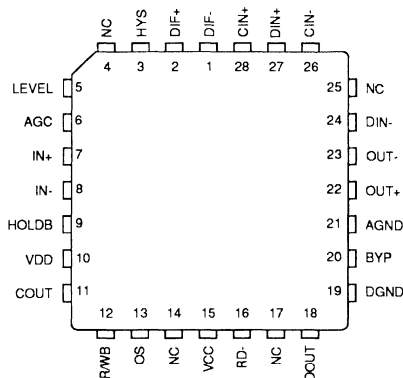 NC HYS DIF+ DIF- CIN+ DIN+ CIN-
4 3 2 1 28 27 26
LEVEL 5
AGC 6
IN+ 7
IN- 8
HOLDB 9
VDD 10
COUT 11
25 NC
24 DIN-
23 OUT-
22 OUT+
21 AGND
20 BYP
19 DGND
12 13 14 15 16 17 18
R/WB OS NC VCC RD- NC DOUT